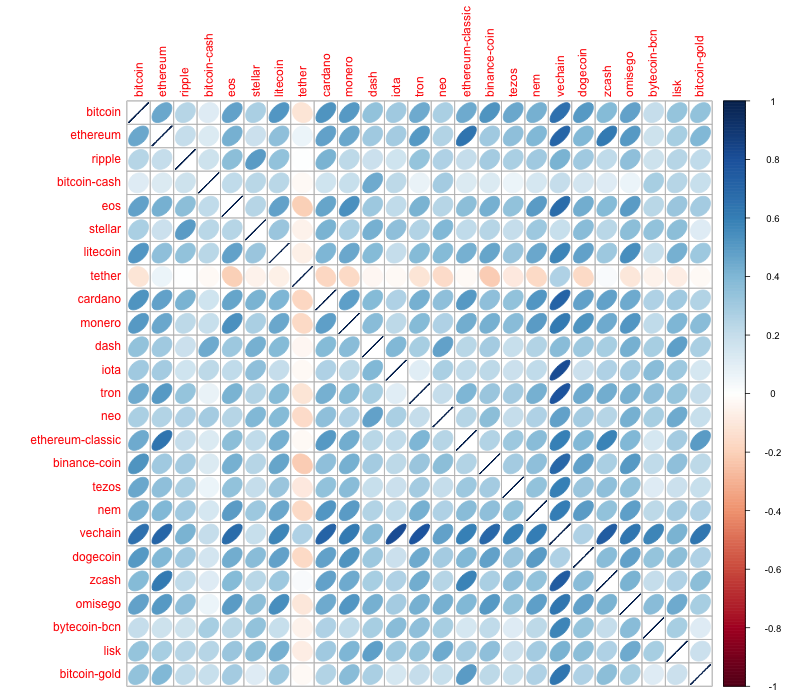 bitcoin
ethereum
ripple
bitcoin-cash
eos
stellar
litecoin
tether
cardano
monero
dash
iota
tron
neo
ethereum-classic
binance-coin
tezos
nem
vechain
dogecoin
zcash
omisego
bytecoin-bcn
lisk
bitcoin-gold
bitcoin
ethereum
ripple
bitcoin-cash
eos
stellar
litecoin
tether
cardano
monero
dash
iota
tron
neo
ethereum-classic
binance-coin
tezos
nem
vechain
dogecoin
zcash
omisego
bytecoin-bcn
lisk
bitcoin-gold
1
0.8
0.6
0.4
0.2
0
-0.2
-0.4
-0.6
-0.8
-1